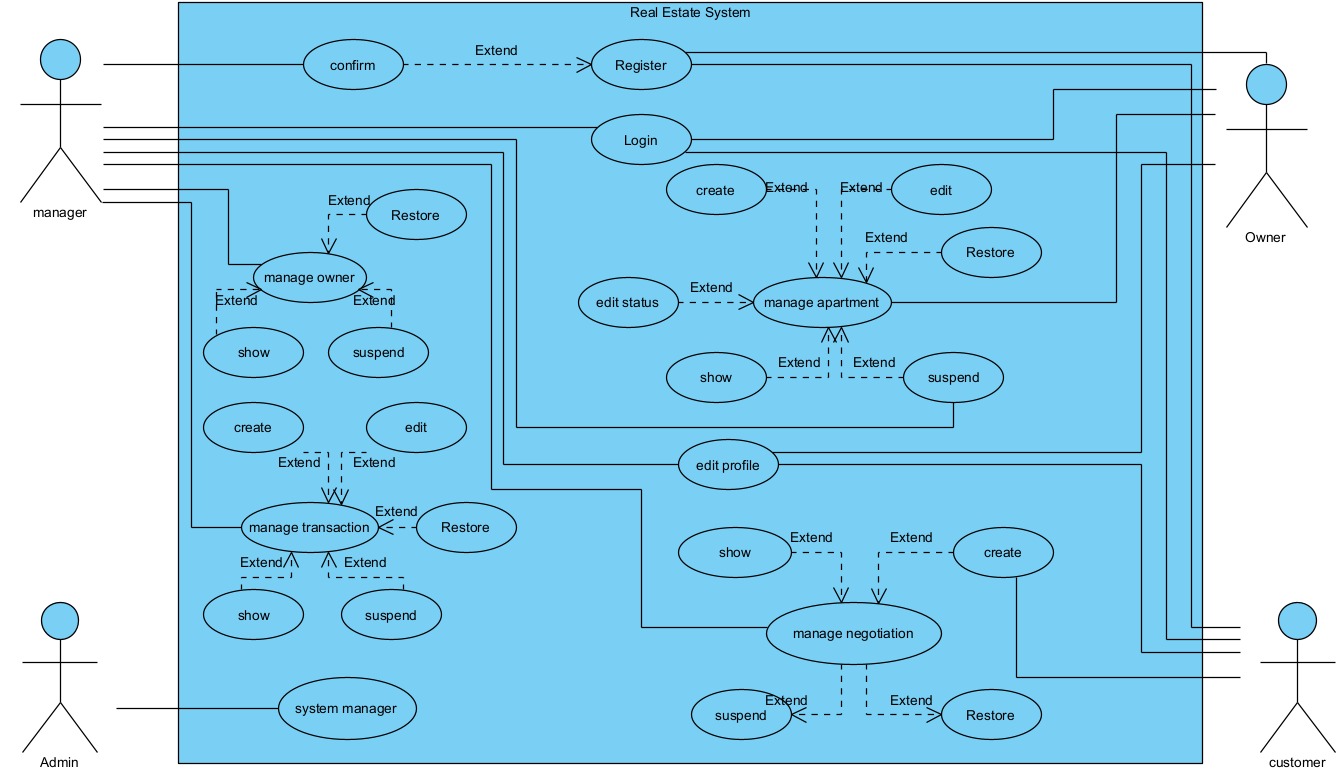 Real Estate System
Extend
confirm
Register
Login
create
Extend
Extend
edit
manager
Extend
Restore
Owner
Extend
Restore
manage owner
Extend
Extend
Extend
edit status
manage apartment
show
suspend
Extend
Extend
show
suspend
create
edit
Extend
Extend
edit profile
Extend
manage transaction
Restore
Extend
Extend
show
create
Extend
Extend
show
suspend
manage negotiation
system manager
Extend
Extend
suspend
Restore
Admin
customer